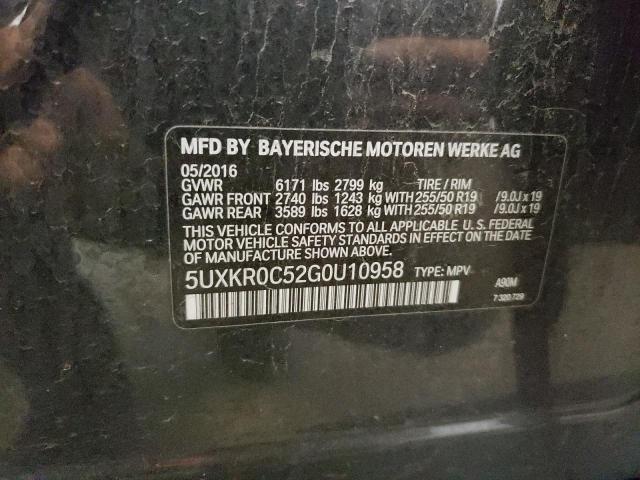 MFD BY BAYERISCHE MOTOREN WERKE AG
05/2016
GVWR 6171 lbs 2799 kg TIRE / RIM
GAWR FRONT 2740 lbs 1243 kg WITH 255/50 R19 /9.0J x 19
GAWR REAR 3589 lbs 1628 kg WITH 255/50 R19 /9.0J x 19
THIS VEHICLE CONFORMS TO ALL APPLICABLE U.S. FEDERAL
MOTOR VEHICLE SAFETY STANDARDS IN EFFECT ON THE DATE
OF MANUFACTURE SHOWN ABOVE.
5UXKR0C52G0U10958 TYPE: MPV A90M
7 320 729